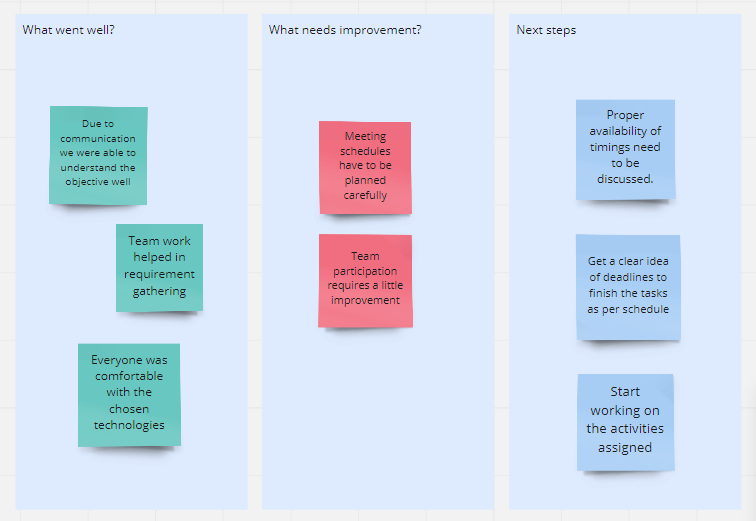 What went well?
Due to
communication
we were able to
understand the
objective well
Team work
helped in
requirement
gathering
Everyone was
comfortable
with the
chosen
technologies
What needs improvement?
Meeting
schedules
have to be
planned
carefully
Team
participation
requires a little
improvement
Next steps
Proper
availability of
timings need
to be
discussed.
Get a clear idea
of deadlines to
finish the tasks
as per schedule
Start
working on
the activities
assigned